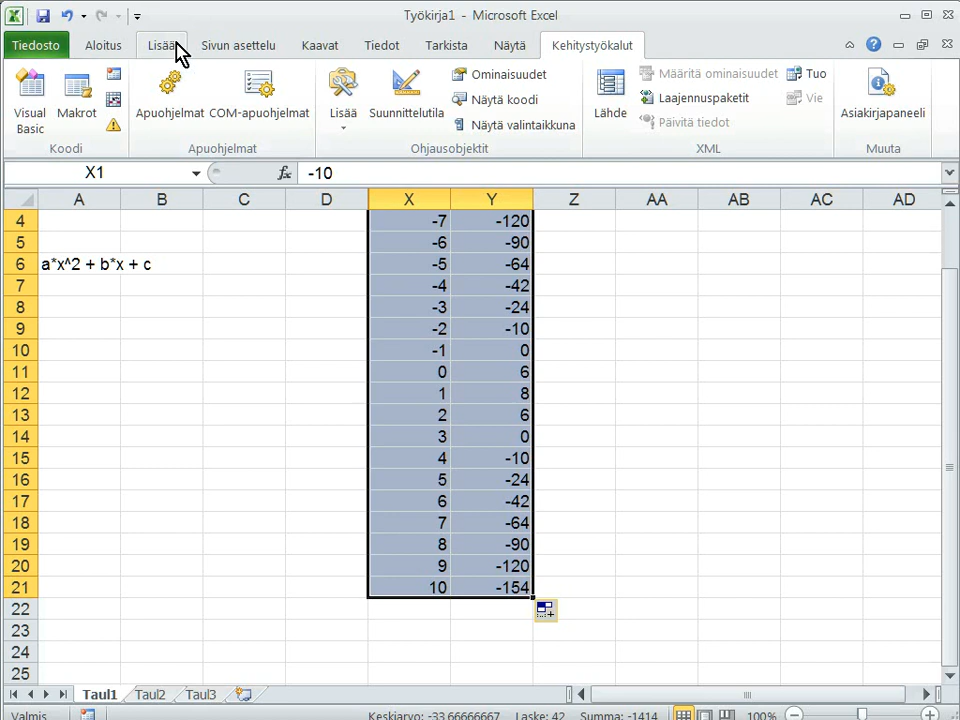 Työkirja1 - Microsoft Excel
Tiedosto Aloitus Lisää Sivun asettelu Kaavat Tiedot Tarkista Näytä Kehitystyökalut
Visual Basic Makrot Apuohjelmat COM-apuohjelmat Lisää Suunnittelutila Ominaisuudet Näytä koodi Näytä valintaikkuna Lähde Määritä ominaisuudet Laajennuspaketit Päivitä tiedot Tuo Vie Asiakirjapaneeli
Koodi Apuohjelmat Ohjausobjektit XML Muuta
X1 fx -10
A B C D X Y Z AA AB AC AD
4 -7 -120
5 -6 -90
6 a*x^2 + b*x + c -5 -64
7 -4 -42
8 -3 -24
9 -2 -10
10 -1 0
11 0 6
12 1 8
13 2 6
14 3 0
15 4 -10
16 5 -24
17 6 -42
18 7 -64
19 8 -90
20 9 -120
21 10 -154
22
23
24
25
Taul1 Taul2 Taul3
Valmis Keskiarvo: -33,66666667 Laske: 42 Summa: -1414 100%